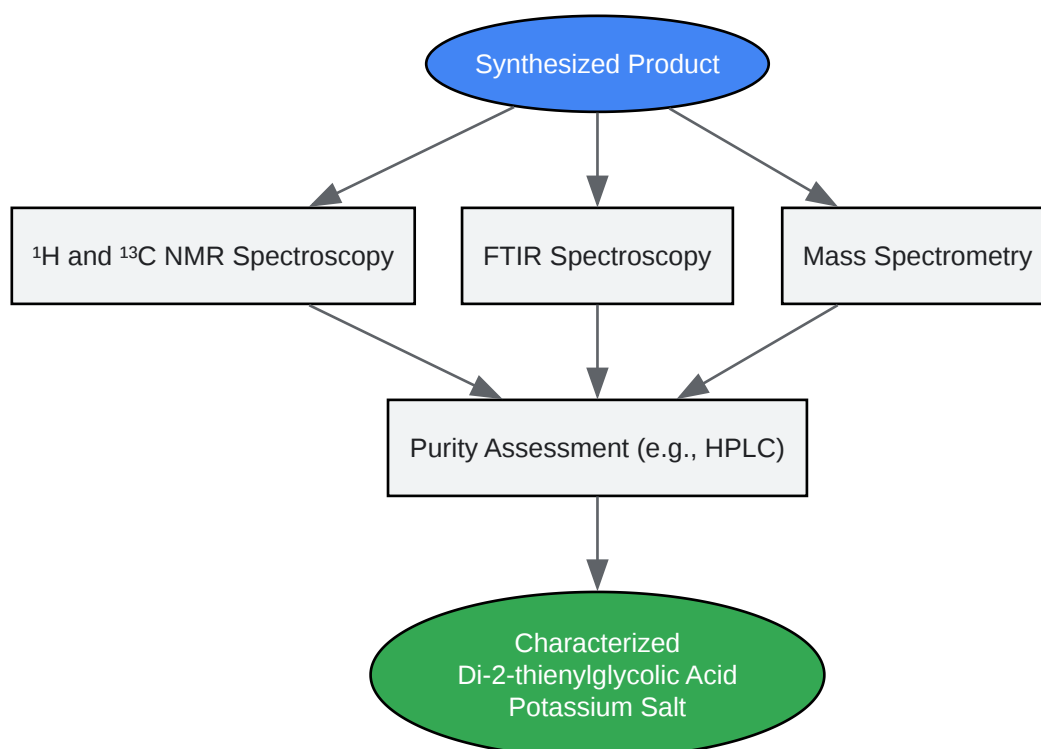 Synthesized Product
¹H and ¹³C NMR Spectroscopy
FTIR Spectroscopy
Mass Spectrometry
Purity Assessment (e.g., HPLC)
Characterized
Di-2-thienylglycolic Acid
Potassium Salt